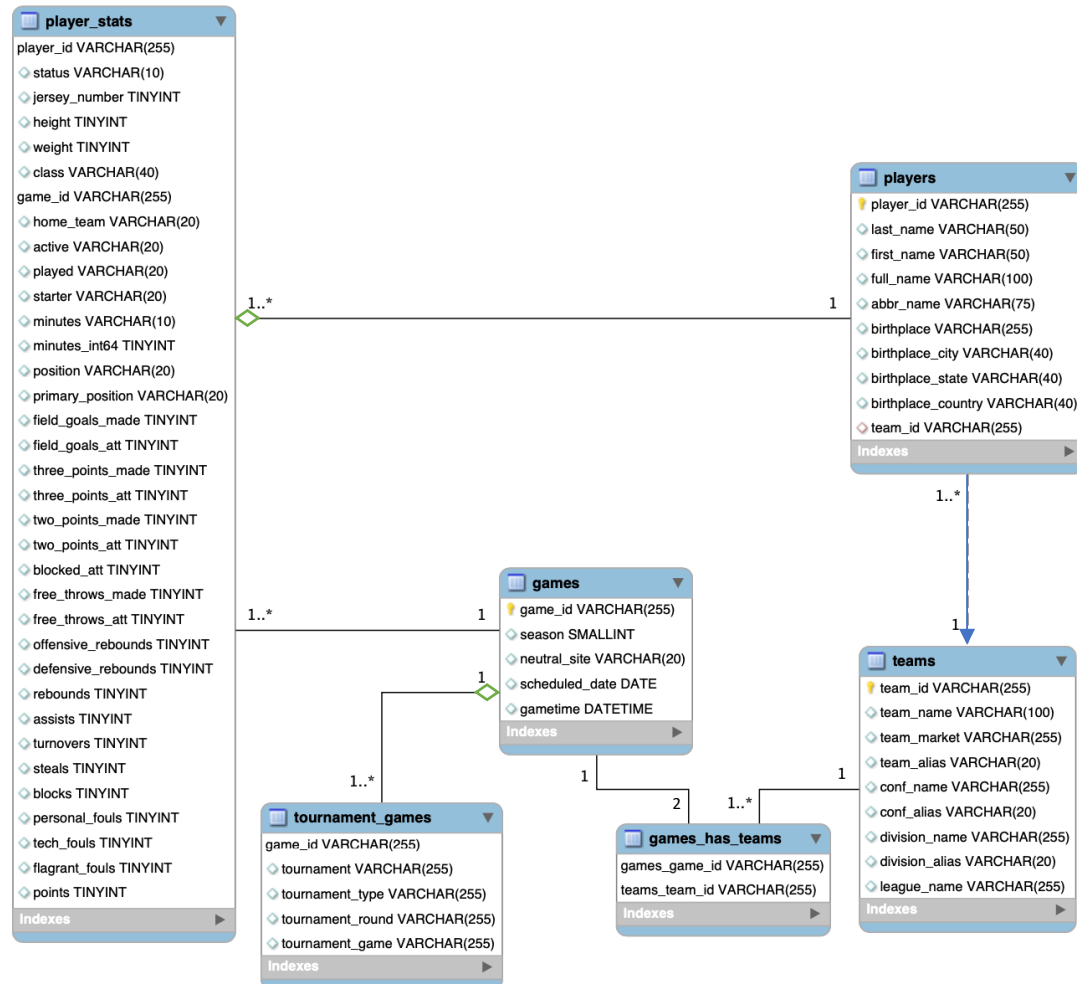 player_stats
player_id VARCHAR(255)
status VARCHAR(10)
jersey_number TINYINT
height TINYINT
weight TINYINT
class VARCHAR(40)
game_id VARCHAR(255)
home_team VARCHAR(20)
active VARCHAR(20)
played VARCHAR(20)
starter VARCHAR(20)
minutes VARCHAR(10)
minutes_int64 TINYINT
position VARCHAR(20)
primary_position VARCHAR(20)
field_goals_made TINYINT
field_goals_att TINYINT
three_points_made TINYINT
three_points_att TINYINT
two_points_made TINYINT
two_points_att TINYINT
blocked_att TINYINT
free_throws_made TINYINT
free_throws_att TINYINT
offensive_rebounds TINYINT
defensive_rebounds TINYINT
rebounds TINYINT
assists TINYINT
turnovers TINYINT
steals TINYINT
blocks TINYINT
personal_fouls TINYINT
tech_fouls TINYINT
flagrant_fouls TINYINT
points TINYINT
Indexes
1..*
1
players
player_id VARCHAR(255)
last_name VARCHAR(50)
first_name VARCHAR(50)
full_name VARCHAR(100)
abbr_name VARCHAR(75)
birthplace VARCHAR(255)
birthplace_city VARCHAR(40)
birthplace_state VARCHAR(40)
birthplace_country VARCHAR(40)
team_id VARCHAR(255)
Indexes
1..*
1
1..*
1
games
game_id VARCHAR(255)
season SMALLINT
neutral_site VARCHAR(20)
scheduled_date DATE
gametime DATETIME
Indexes
1
1..*
1
2
1..*
1
teams
team_id VARCHAR(255)
team_name VARCHAR(100)
team_market VARCHAR(255)
team_alias VARCHAR(20)
conf_name VARCHAR(255)
conf_alias VARCHAR(20)
division_name VARCHAR(255)
division_alias VARCHAR(20)
league_name VARCHAR(255)
Indexes
tournament_games
game_id VARCHAR(255)
tournament VARCHAR(255)
tournament_type VARCHAR(255)
tournament_round VARCHAR(255)
tournament_game VARCHAR(255)
Indexes
games_has_teams
games_game_id VARCHAR(255)
teams_team_id VARCHAR(255)
Indexes